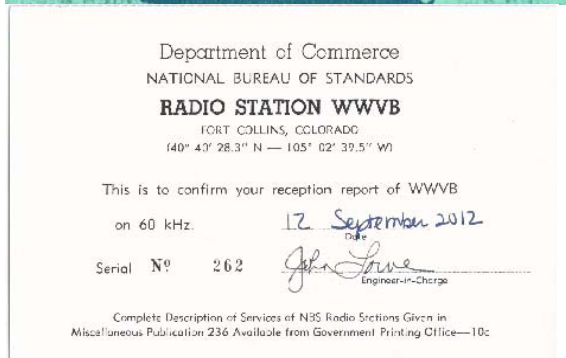 Department of Commerce
NATIONAL BUREAU OF STANDARDS
RADIO STATION WWVB
FORT COLLINS, COLORADO
(40° 40' 28.3" N — 105° 02' 39.5" W)
This is to confirm your reception report of WWVB
on 60 kHz. 12 September 2012
Date
Serial Nº 262 John Lowe
Engineer-in-Charge
Complete Description of Services of NBS Radio Stations Given in
Miscellaneous Publication 236 Available from Government Printing Office—10c